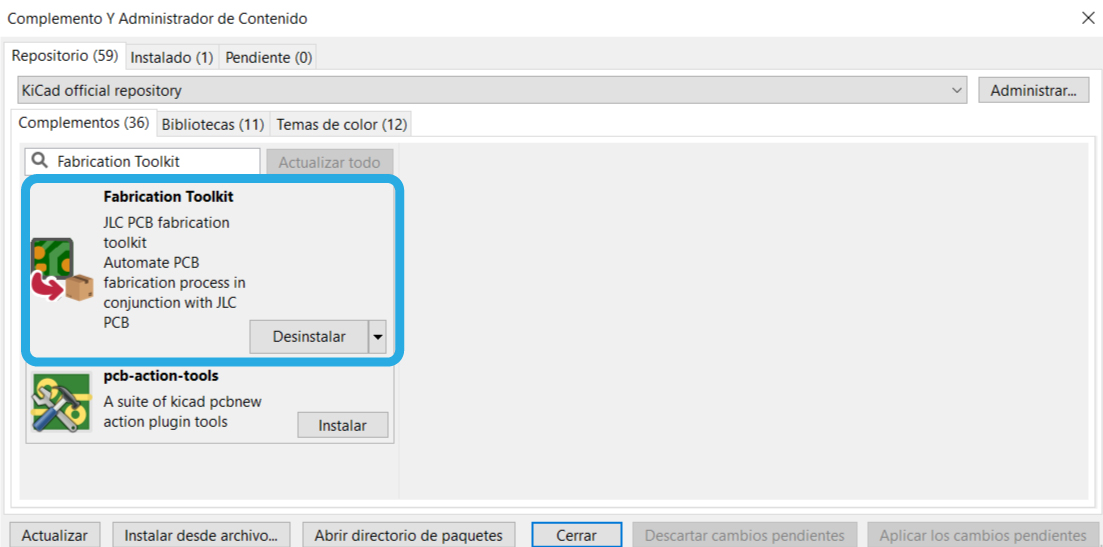 Complemento Y Administrador de Contenido
Repositorio (59) Instalado (1) Pendiente (0)
KiCad official repository Administrar...
Complementos (36) Bibliotecas (11) Temas de color (12)
Fabrication Toolkit Actualizar todo
Fabrication Toolkit
JLC PCB fabrication
toolkit
Automate PCB
fabrication process in
conjunction with JLC
PCB
Desinstalar
pcb-action-tools
A suite of kicad pcbnew
action plugin tools
Instalar
Actualizar Instalar desde archivo... Abrir directorio de paquetes Cerrar Descartar cambios pendientes Aplicar los cambios pendientes